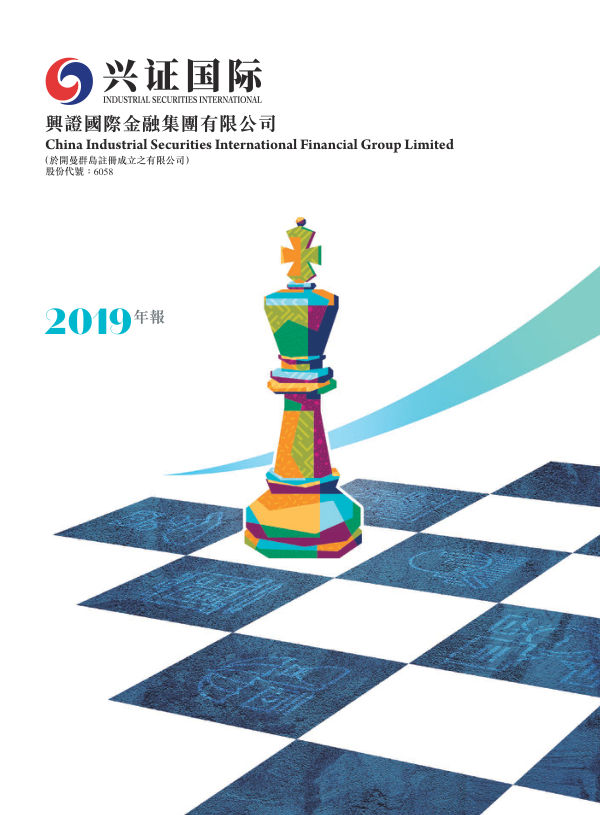 兴证国际
INDUSTRIAL SECURITIES INTERNATIONAL
興證國際金融集團有限公司
China Industrial Securities International Financial Group Limited
(於開曼群島註冊成立之有限公司)
股份代號：6058
2019年報